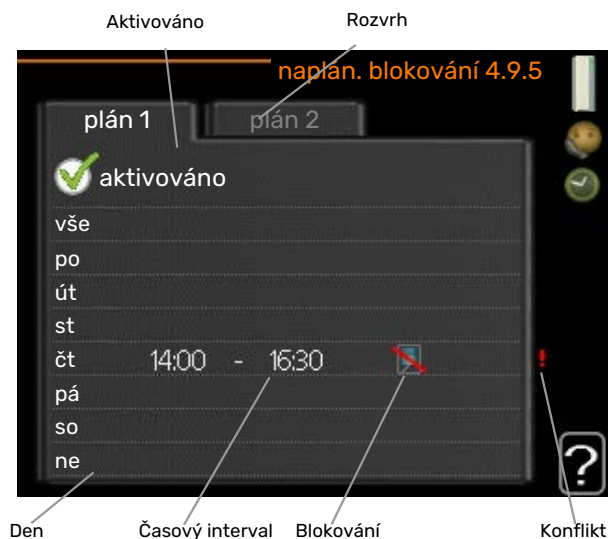 Aktivováno
Rozvrh
naplán. blokování 4.9.5
plán 1
plán 2
aktivováno
vše
po
út
st
čt 14:00 - 16:30 !
pá
so
ne
?
Den
Časový interval
Blokování
Konflikt